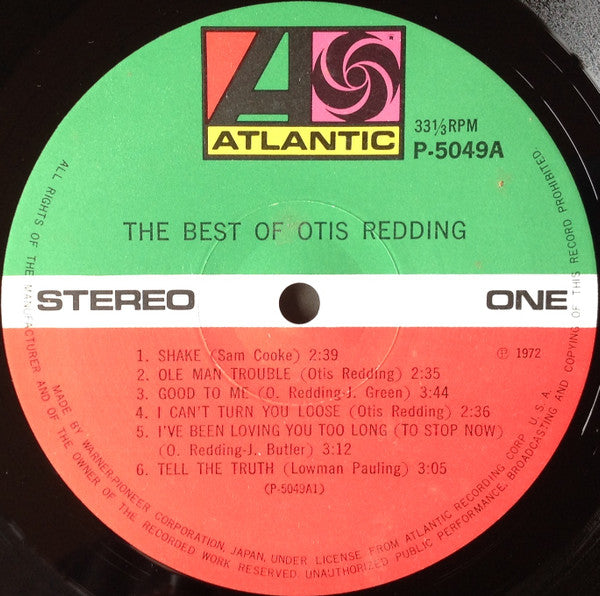 ATLANTIC
33⅓RPM
P-5049A
THE BEST OF OTIS REDDING
STEREO
ONE
1. SHAKE (Sam Cooke) 2:39
℗ 1972
2. OLE MAN TROUBLE (Otis Redding) 2:35
3. GOOD TO ME (O. Redding-J. Green) 3:44
4. I CAN'T TURN YOU LOOSE (Otis Redding) 2:36
5. I'VE BEEN LOVING YOU TOO LONG (TO STOP NOW)
(O. Redding-J. Butler) 3:12
6. TELL THE TRUTH (Lowman Pauling) 3:05
(P-5049A1)
MADE BY WARNER-PIONEER CORPORATION, JAPAN, UNDER LICENSE FROM ATLANTIC RECORDING CORP. U.S.A.
ALL RIGHTS OF THE MANUFACTURER AND OF THE OWNER OF THE RECORDED WORK RESERVED. UNAUTHORIZED PUBLIC PERFORMANCE, BROADCASTING AND COPYING OF THIS RECORD PROHIBITED.